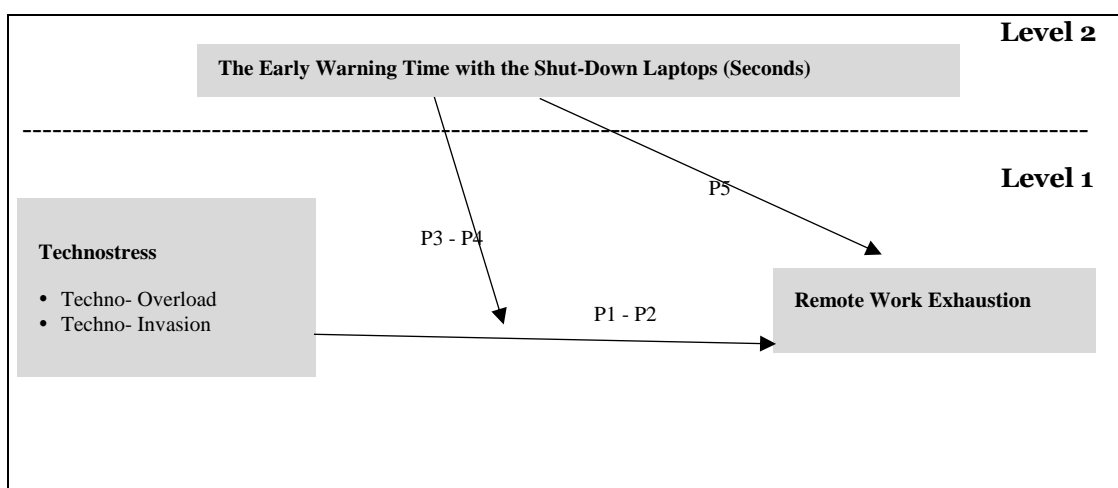 Level 2
The Early Warning Time with the Shut-Down Laptops (Seconds)
Level 1
P5
P3 - P4
Technostress
• Techno- Overload
• Techno- Invasion
Remote Work Exhaustion
P1 - P2